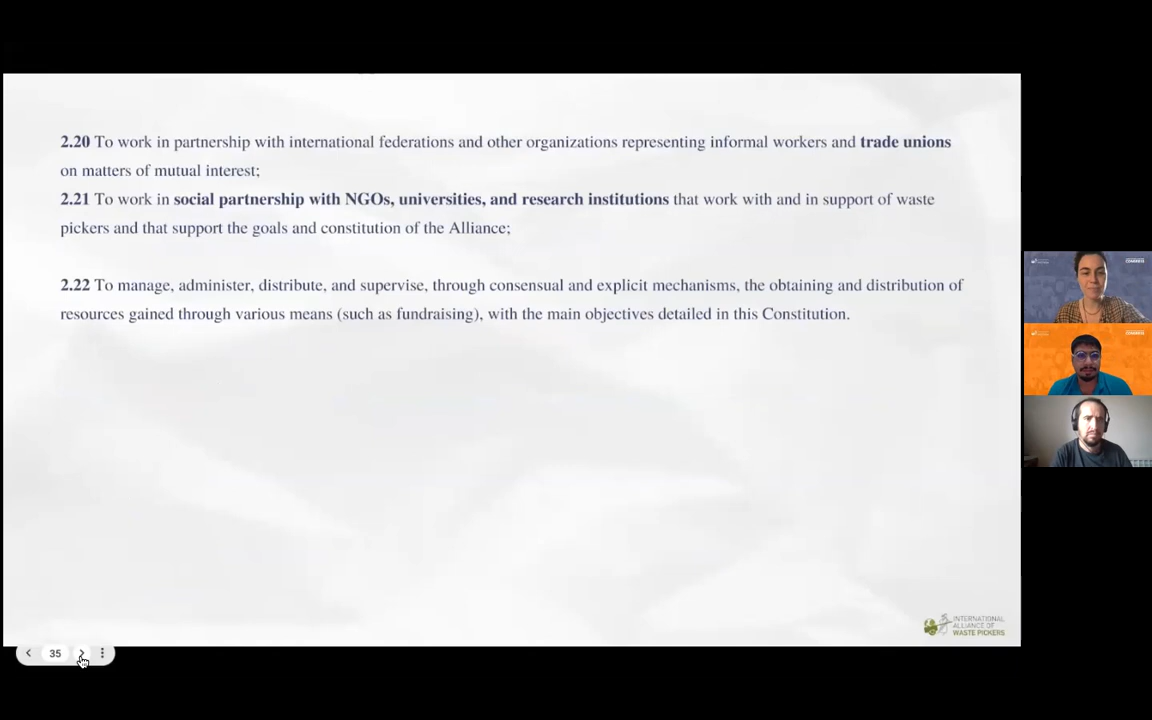 2.20 To work in partnership with international federations and other organizations representing informal workers and trade unions
on matters of mutual interest;
2.21 To work in social partnership with NGOs, universities, and research institutions that work with and in support of waste
pickers and that support the goals and constitution of the Alliance;
2.22 To manage, administer, distribute, and supervise, through consensual and explicit mechanisms, the obtaining and distribution of
resources gained through various means (such as fundraising), with the main objectives detailed in this Constitution.
INTERNATIONAL
ALLIANCE OF
WASTE PICKERS
35